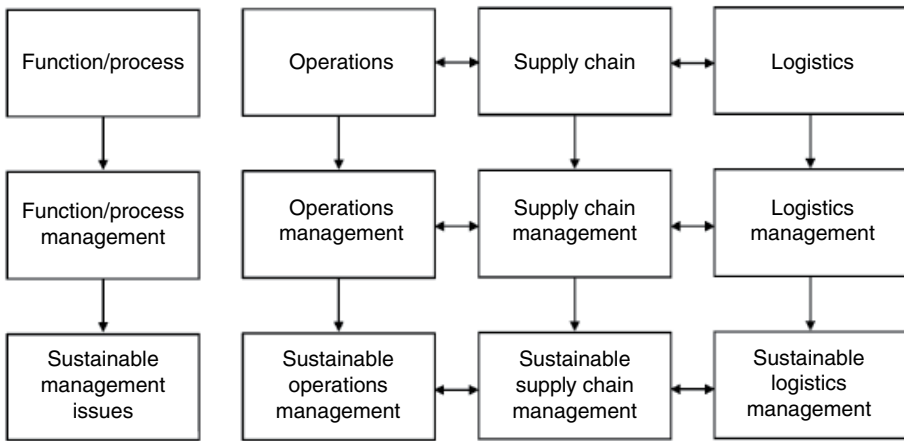 Function/process
Operations
Supply chain
Logistics
Function/process
management
Operations
management
Supply chain
management
Logistics
management
Sustainable
management
issues
Sustainable
operations
management
Sustainable
supply chain
management
Sustainable
logistics
management